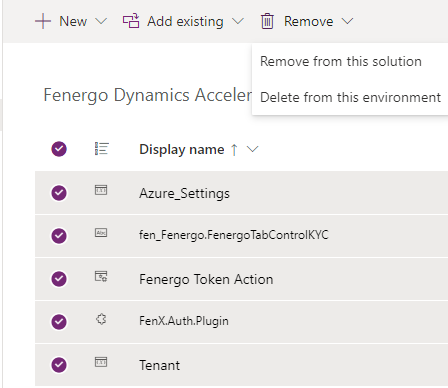 New Add existing Remove
Remove from this solution
Fenergo Dynamics Acceler
Delete from this environment
Display name
Azure_Settings
fen_Fenergo.FenergoTabControlKYC
Fenergo Token Action
FenX.Auth.Plugin
Tenant